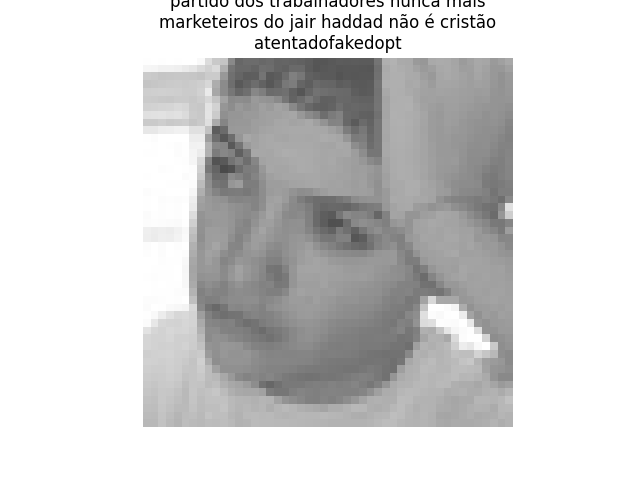 partido dos trabalhadores nunca mais
marketeiros do jair haddad não é cristão
atentadofakedopt